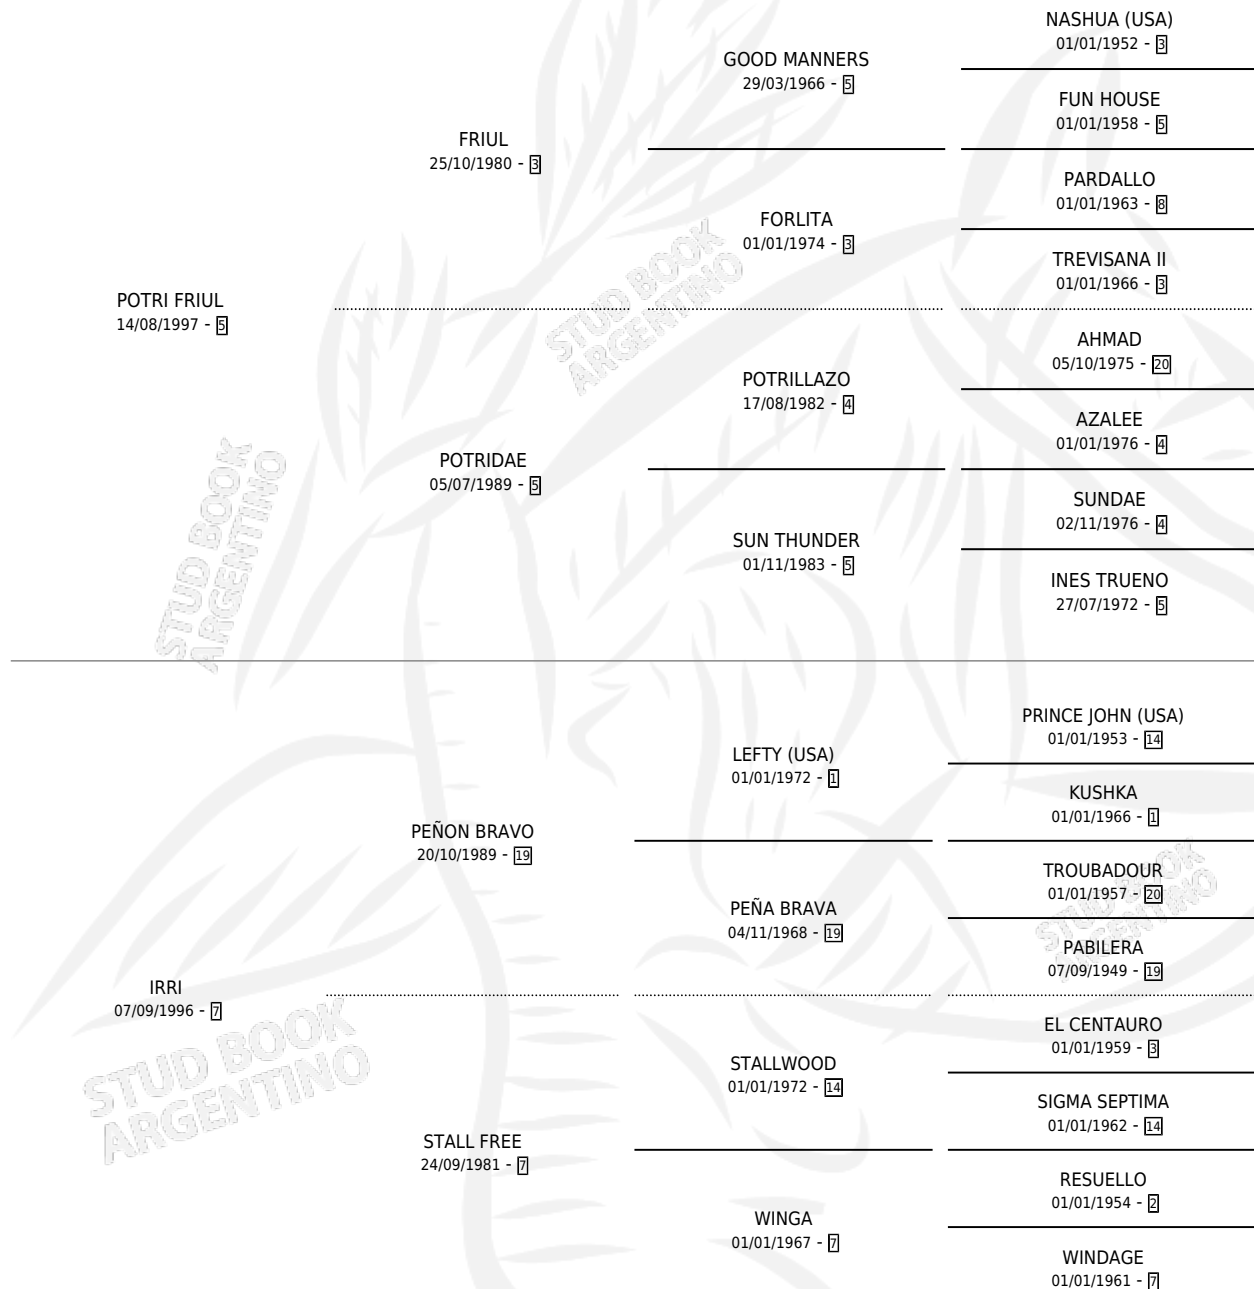 NASHUA (USA)
01/01/1952 - 3
GOOD MANNERS
29/03/1966 - 5
FUN HOUSE
01/01/1958 - 5
FRIUL
25/10/1980 - 3
PARDALLO
01/01/1963 - 8
FORLITA
01/01/1974 - 3
TREVISANA II
01/01/1966 - 3
POTRI FRIUL
14/08/1997 - 5
AHMAD
05/10/1975 - 20
POTRILLAZO
17/08/1982 - 4
AZALEE
01/01/1976 - 4
POTRIDAE
05/07/1989 - 5
SUNDAE
02/11/1976 - 4
SUN THUNDER
01/11/1983 - 5
INES TRUENO
27/07/1972 - 5
PRINCE JOHN (USA)
01/01/1953 - 14
LEFTY (USA)
01/01/1972 - 1
KUSHKA
01/01/1966 - 1
PEÑON BRAVO
20/10/1989 - 19
TROUBADOUR
01/01/1957 - 20
PEÑA BRAVA
04/11/1968 - 19
PABILERA
07/09/1949 - 19
IRRI
07/09/1996 - 7
EL CENTAURO
01/01/1959 - 3
STALLWOOD
01/01/1972 - 14
SIGMA SEPTIMA
01/01/1962 - 14
STALL FREE
24/09/1981 - 7
RESUELLO
01/01/1954 - 2
WINGA
01/01/1967 - 7
WINDAGE
01/01/1961 - 7
STUD BOOK
ARGENTINO
STUD BOOK
ARGENTINO
STUD BOOK
ARGENTINO
STUD BOOK
ARGENTINO